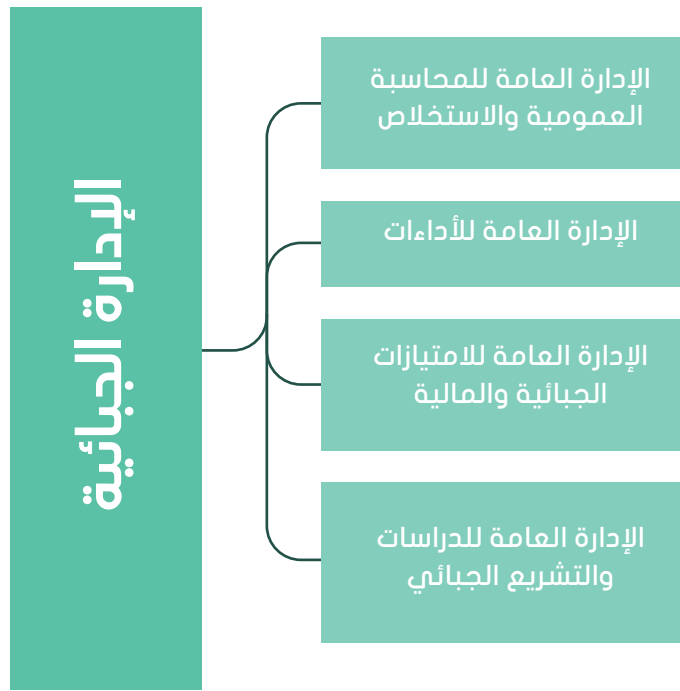 الإدارة الجبائية
الإدارة العامة للمحاسبة
العمومية والاستخلاص
الإدارة العامة للأداءات
الإدارة العامة للامتيازات
الجبائية والمالية
الإدارة العامة للدراسات
والتشريع الجبائي